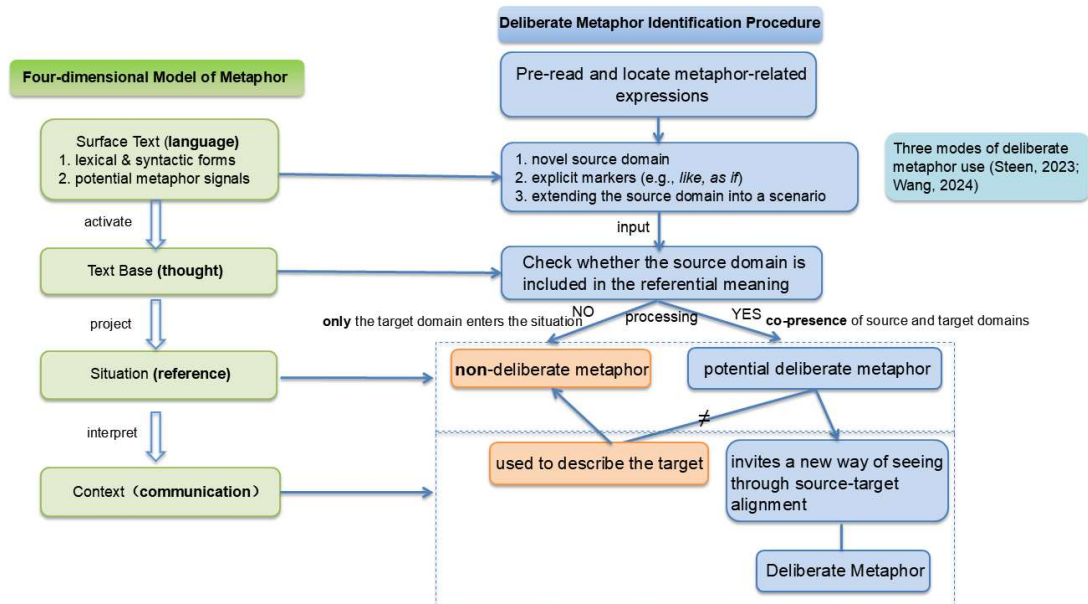 Deliberate Metaphor Identification Procedure
Four-dimensional Model of Metaphor
Pre-read and locate metaphor-related
expressions
Surface Text (language)
1. lexical & syntactic forms
2. potential metaphor signals
1. novel source domain
2. explicit markers (e.g., like, as if)
3. extending the source domain into a scenario
Three modes of deliberate
metaphor use (Steen, 2023;
Wang, 2024)
activate
input
Text Base (thought)
Check whether the source domain is
included in the referential meaning
project
only the target domain enters the situation
NO
processing
YES
co-presence of source and target domains
Situation (reference)
non-deliberate metaphor
potential deliberate metaphor
≠
interpret
used to describe the target
invites a new way of seeing
through source-target
alignment
Context（communication）
Deliberate Metaphor